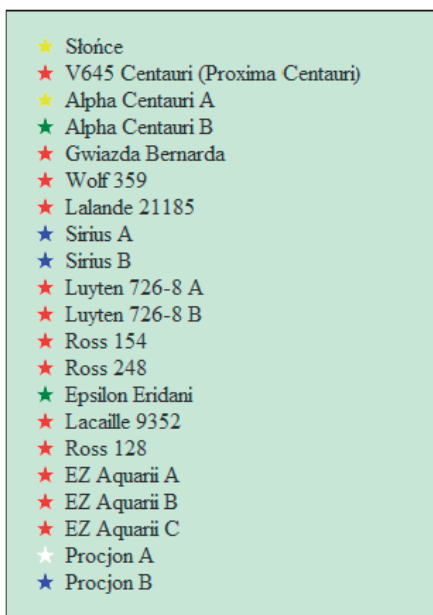 Słońce
V645 Centauri (Proxima Centauri)
Alpha Centauri A
Alpha Centauri B
Gwiazda Bernarda
Wolf 359
Lalande 21185
Sirius A
Sirius B
Luyten 726-8 A
Luyten 726-8 B
Ross 154
Ross 248
Epsilon Eridani
Lacaille 9352
Ross 128
EZ Aquarii A
EZ Aquarii B
EZ Aquarii C
Procjon A
Procjon B